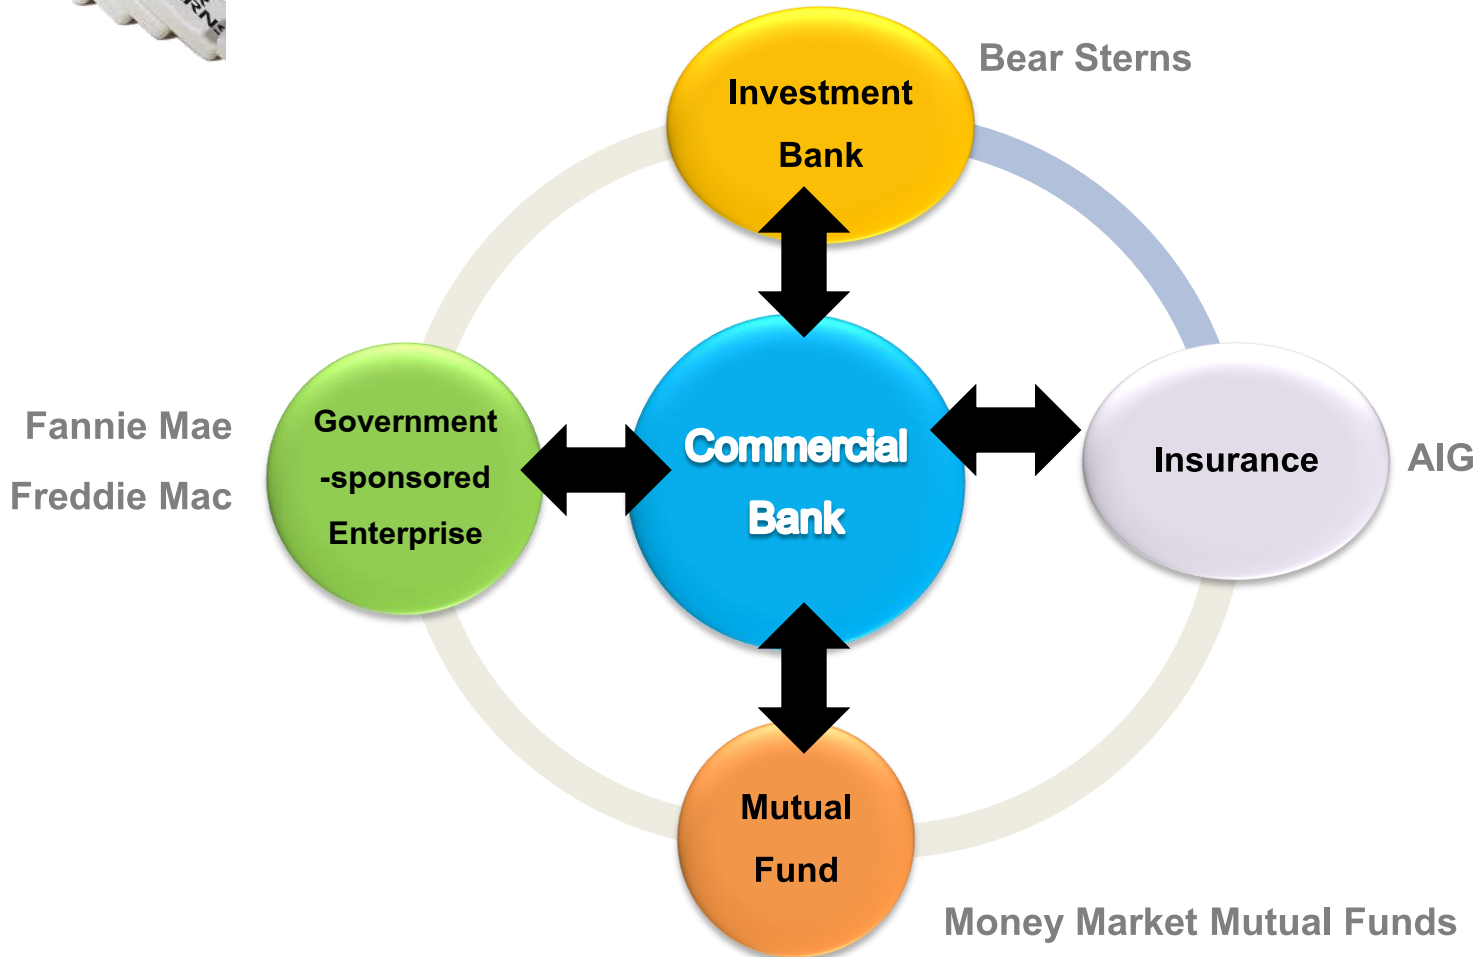 Bear Sterns
Investment
Bank
Fannie Mae
Freddie Mac
Government
-sponsored
Enterprise
Commercial
Bank
Insurance
AIG
Mutual
Fund
Money Market Mutual Funds